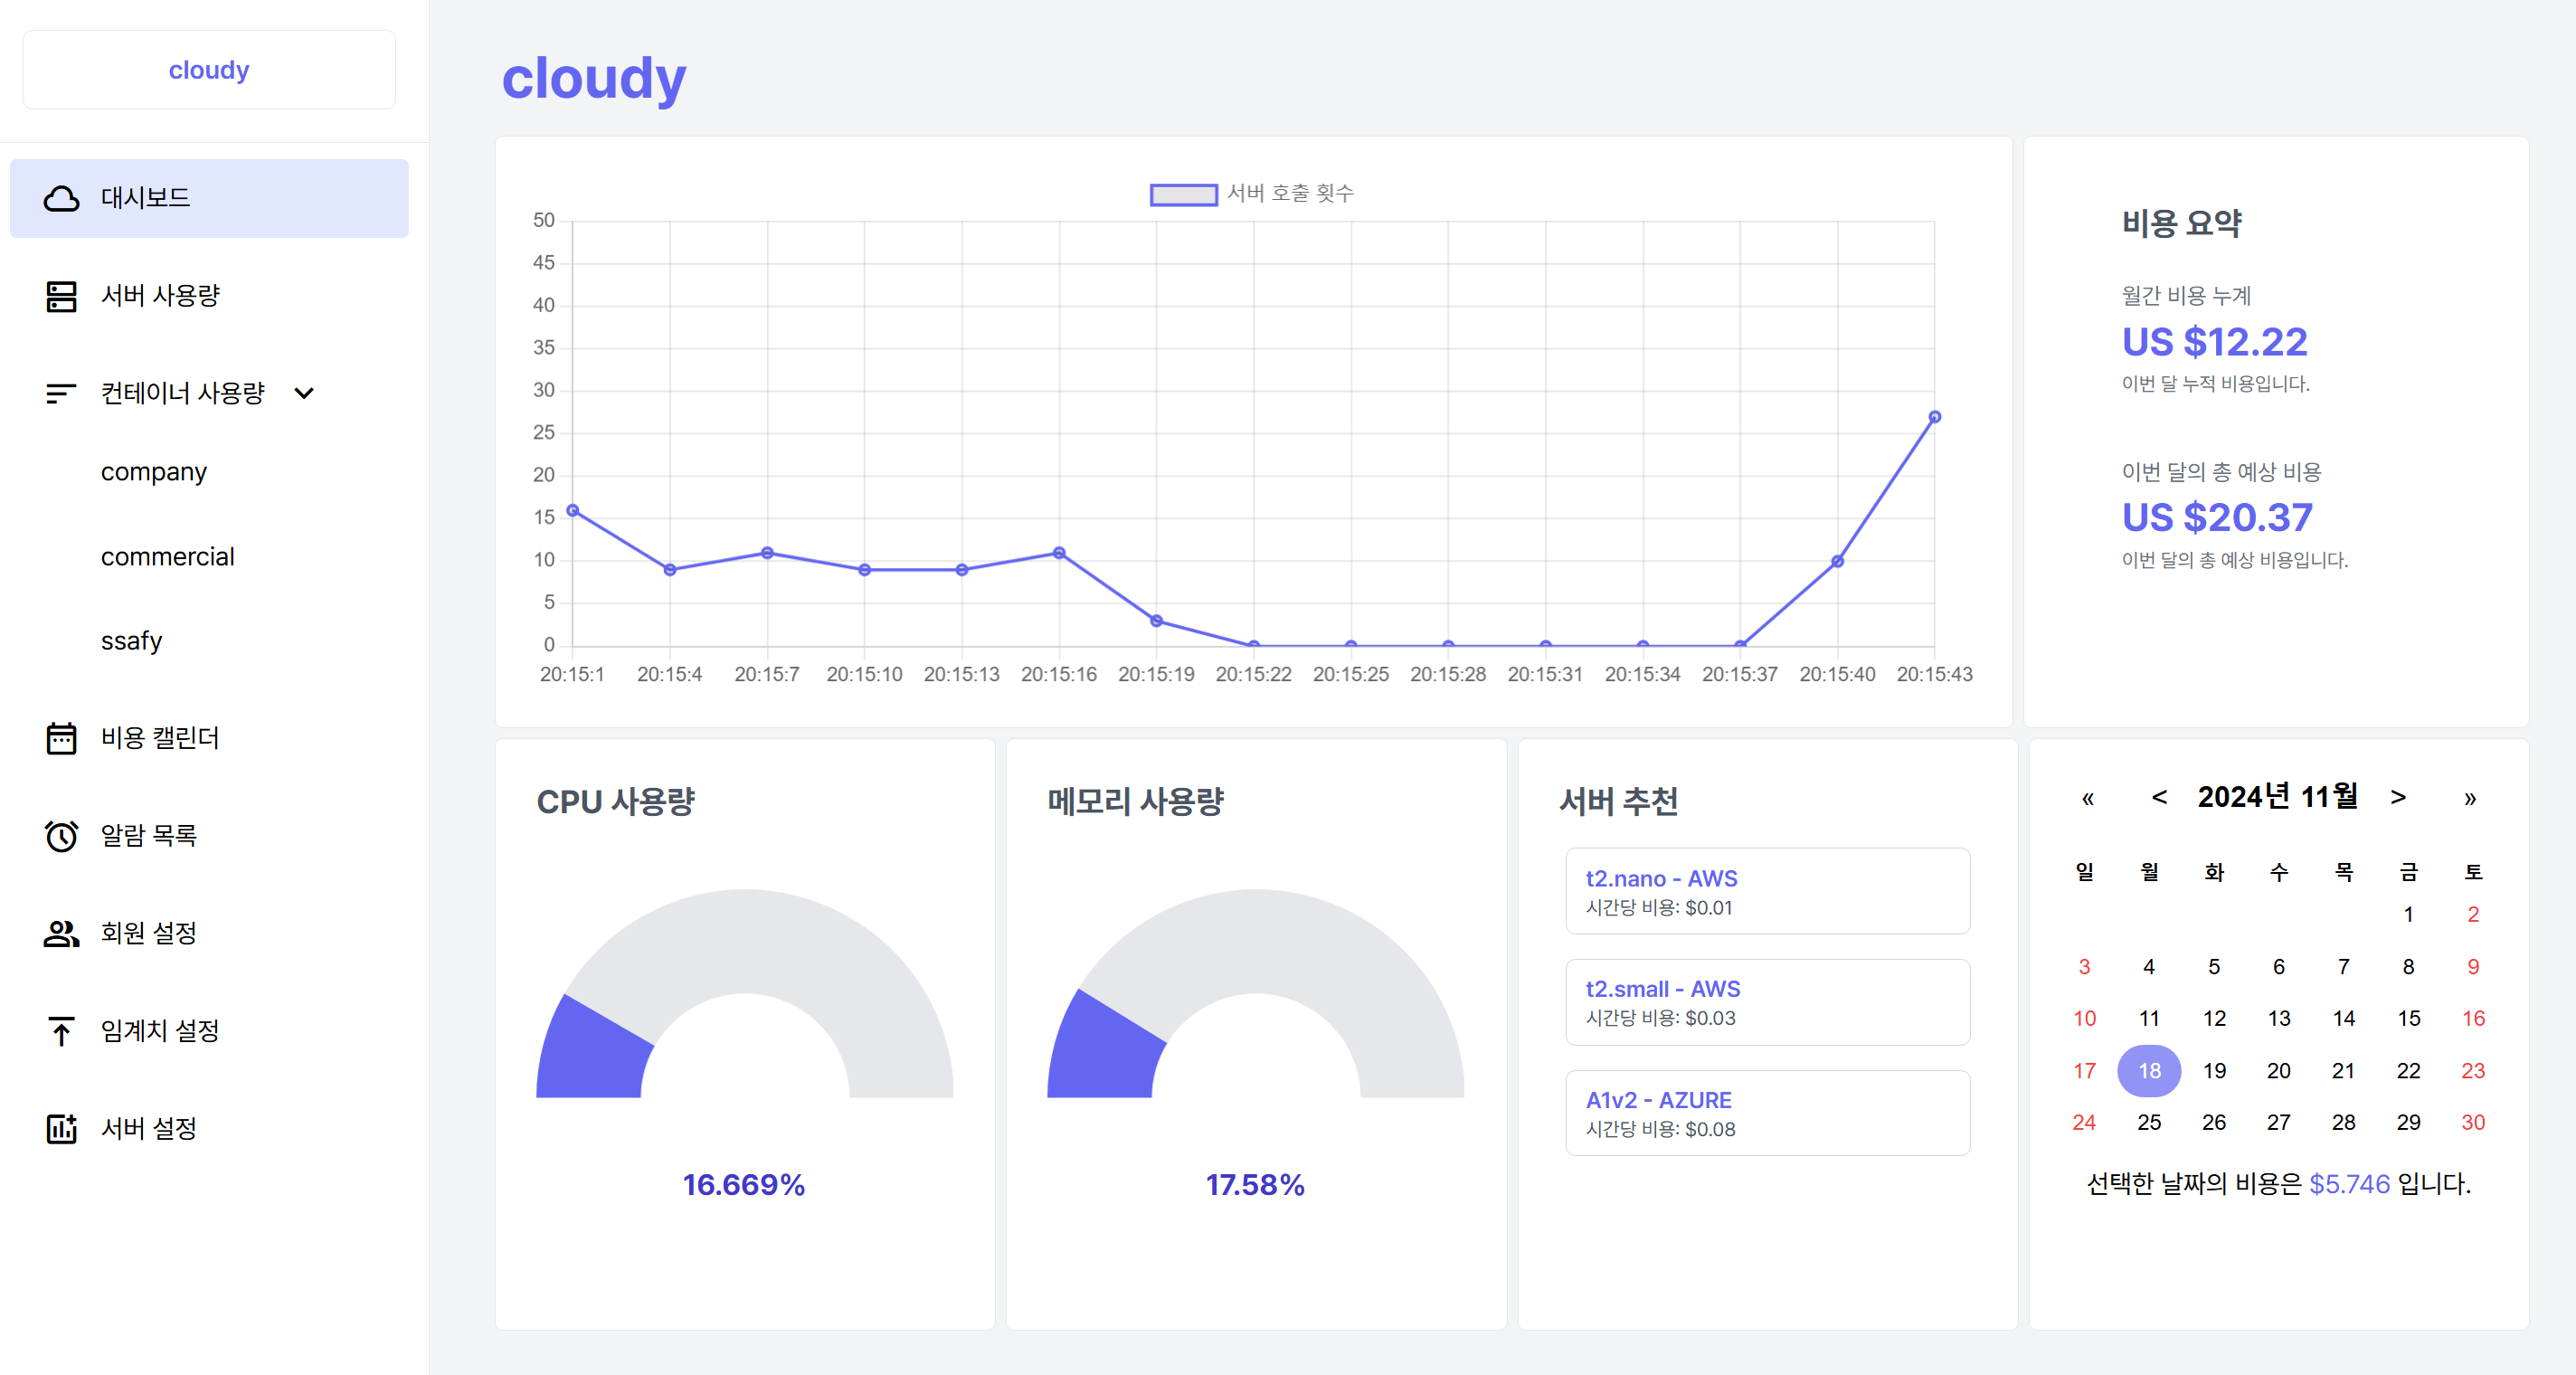 cloudy
대시보드
서버 사용량
컨테이너 사용량
company
commercial
ssafy
비용 캘린더
알람 목록
회원 설정
임계치 설정
서버 설정
cloudy
서버 호출 횟수
50
45
40
35
30
25
20
15
10
5
0
20:15:1 20:15:4 20:15:7 20:15:10 20:15:13 20:15:16 20:15:19 20:15:22 20:15:25 20:15:28 20:15:31 20:15:34 20:15:37 20:15:40 20:15:43
비용 요약
월간 비용 누계
US $12.22
이번 달 누적 비용입니다.
이번 달의 총 예상 비용
US $20.37
이번 달의 총 예상 비용입니다.
CPU 사용량
16.669%
메모리 사용량
17.58%
서버 추천
t2.nano - AWS
시간당 비용: $0.01
t2.small - AWS
시간당 비용: $0.03
A1v2 - AZURE
시간당 비용: $0.08
« < 2024년 11월 > »
일 월 화 수 목 금 토
1 2
3 4 5 6 7 8 9
10 11 12 13 14 15 16
17 18 19 20 21 22 23
24 25 26 27 28 29 30
선택한 날짜의 비용은 $5.746 입니다.